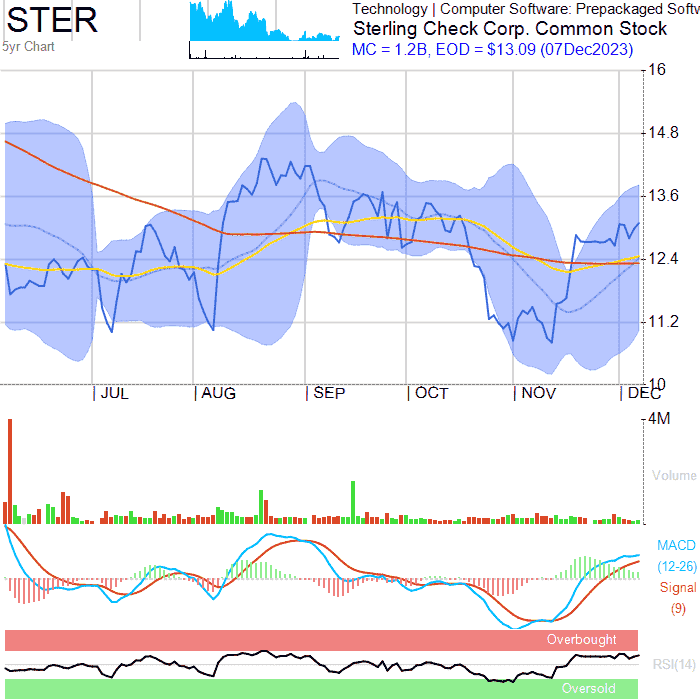 STER
5yr Chart
Technology | Computer Software: Prepackaged Softw
Sterling Check Corp. Common Stock
MC = 1.2B, EOD = $13.09 (07Dec2023)
16
14.8
13.6
12.4
11.2
10
JUL AUG SEP OCT NOV DEC
4M
Volume
MACD
(12-26)
Signal
(9)
Overbought
RSI(14)
Oversold